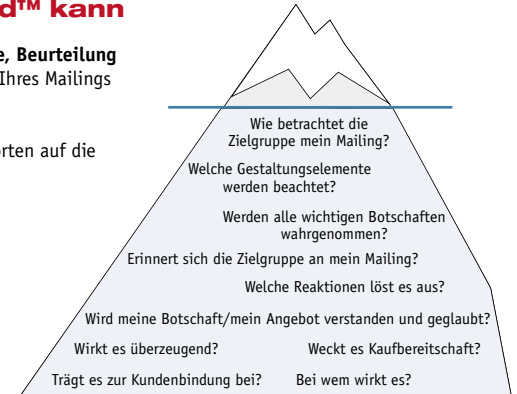 d™ kann
e, Beurteilung
Ihres Mailings
rten auf die
Wie betrachtet die
Zielgruppe mein Mailing?
Welche Gestaltungselemente
werden beachtet?
Werden alle wichtigen Botschaften
wahrgenommen?
Erinnert sich die Zielgruppe an mein Mailing?
Welche Reaktionen löst es aus?
Wird meine Botschaft/mein Angebot verstanden und geglaubt?
Wirkt es überzeugend? Weckt es Kaufbereitschaft?
Trägt es zur Kundenbindung bei? Bei wem wirkt es?